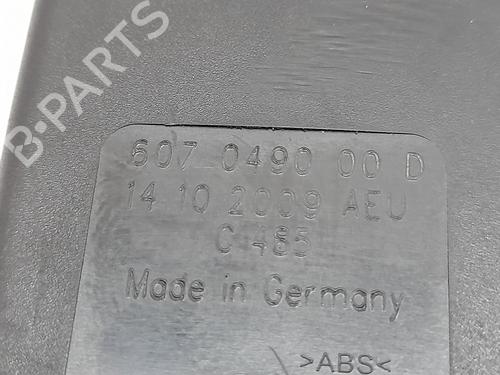 B-PARTS
607 0490 00 D
14 10 2009 AEU
C 485
Made in Germany
>ABS<